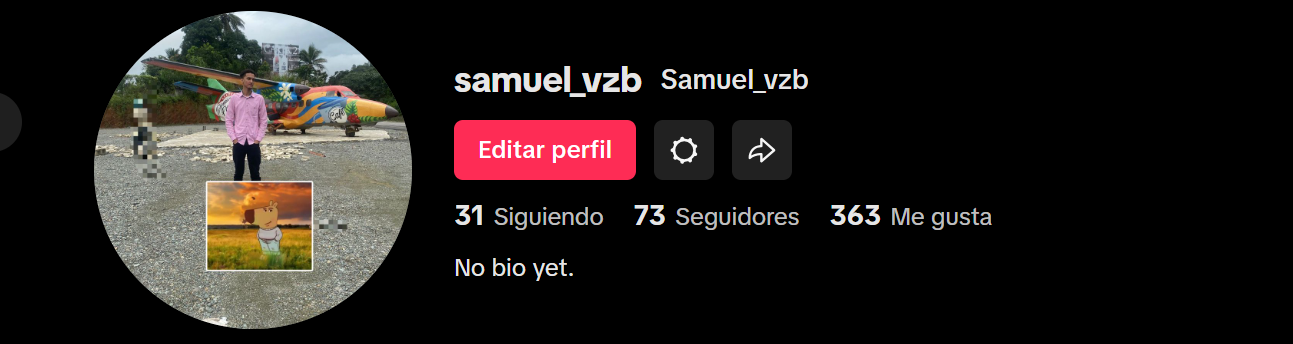 samuel_vzb Samuel_vzb
Editar perfil
31 Siguiendo 73 Seguidores 363 Me gusta
No bio yet.